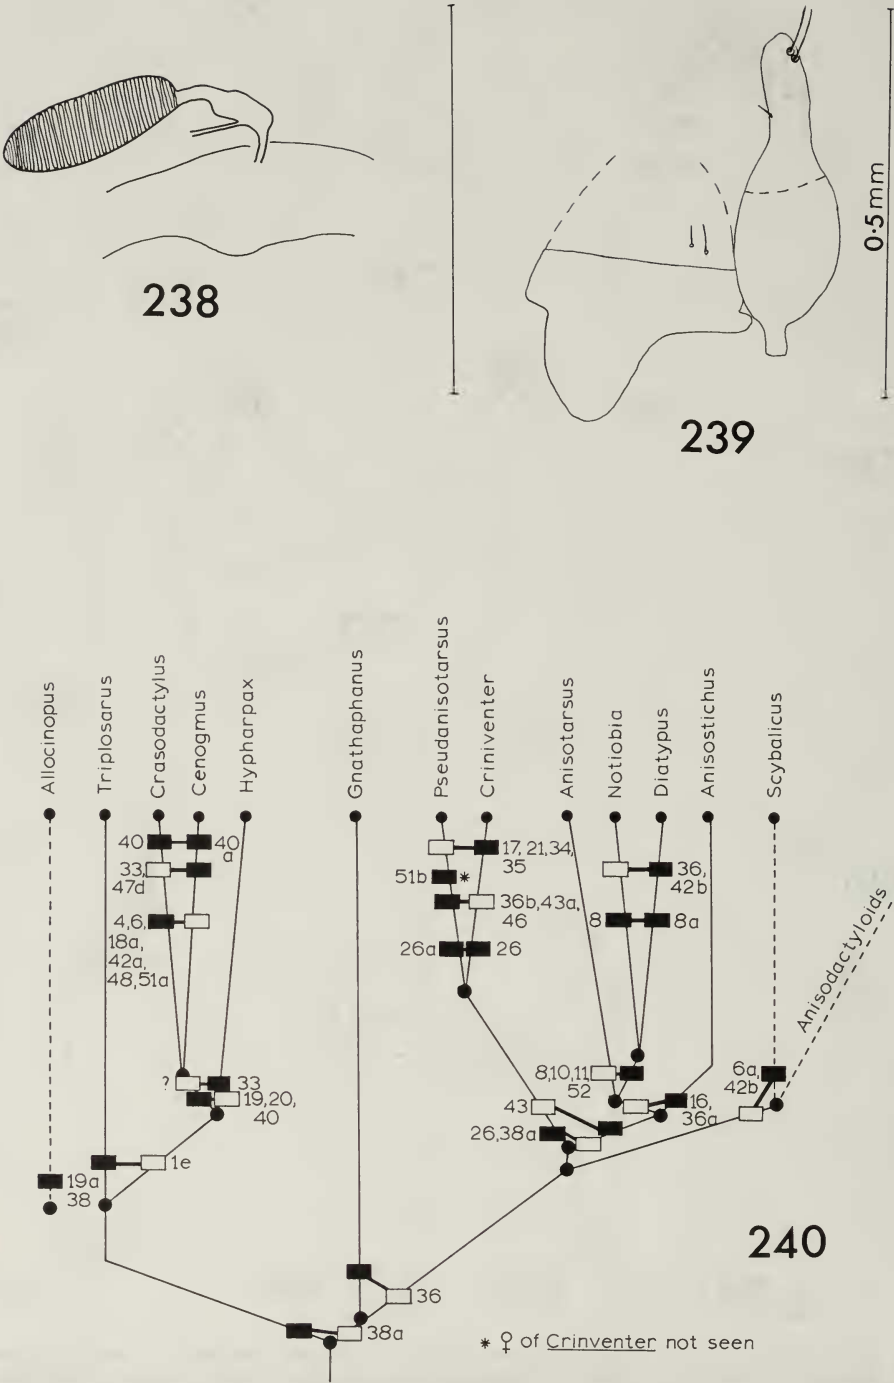 238
0·5mm
239
Allocinopus
Triplosarus
Crasodactylus
Cenogmus
Hypharpax
Gnathaphanus
Pseudanisotarsus
Criniventer
Anisotarsus
Notiobia
Diatypus
Anisostichus
Scybalicus
Anisodactyloids
40
40
a
33,
47d
4,6,
18a,
42a,
48,51a
17,21,34,
35
51b *
36b,43a,
46
26a
26
36,
42b
8
8a
? 33
19,20,
40
8,10,11,
52
6a,
42b
43
16,
36a
26,38a
1e
19a
38
36
38a
240
* ♀ of Crinventer not seen